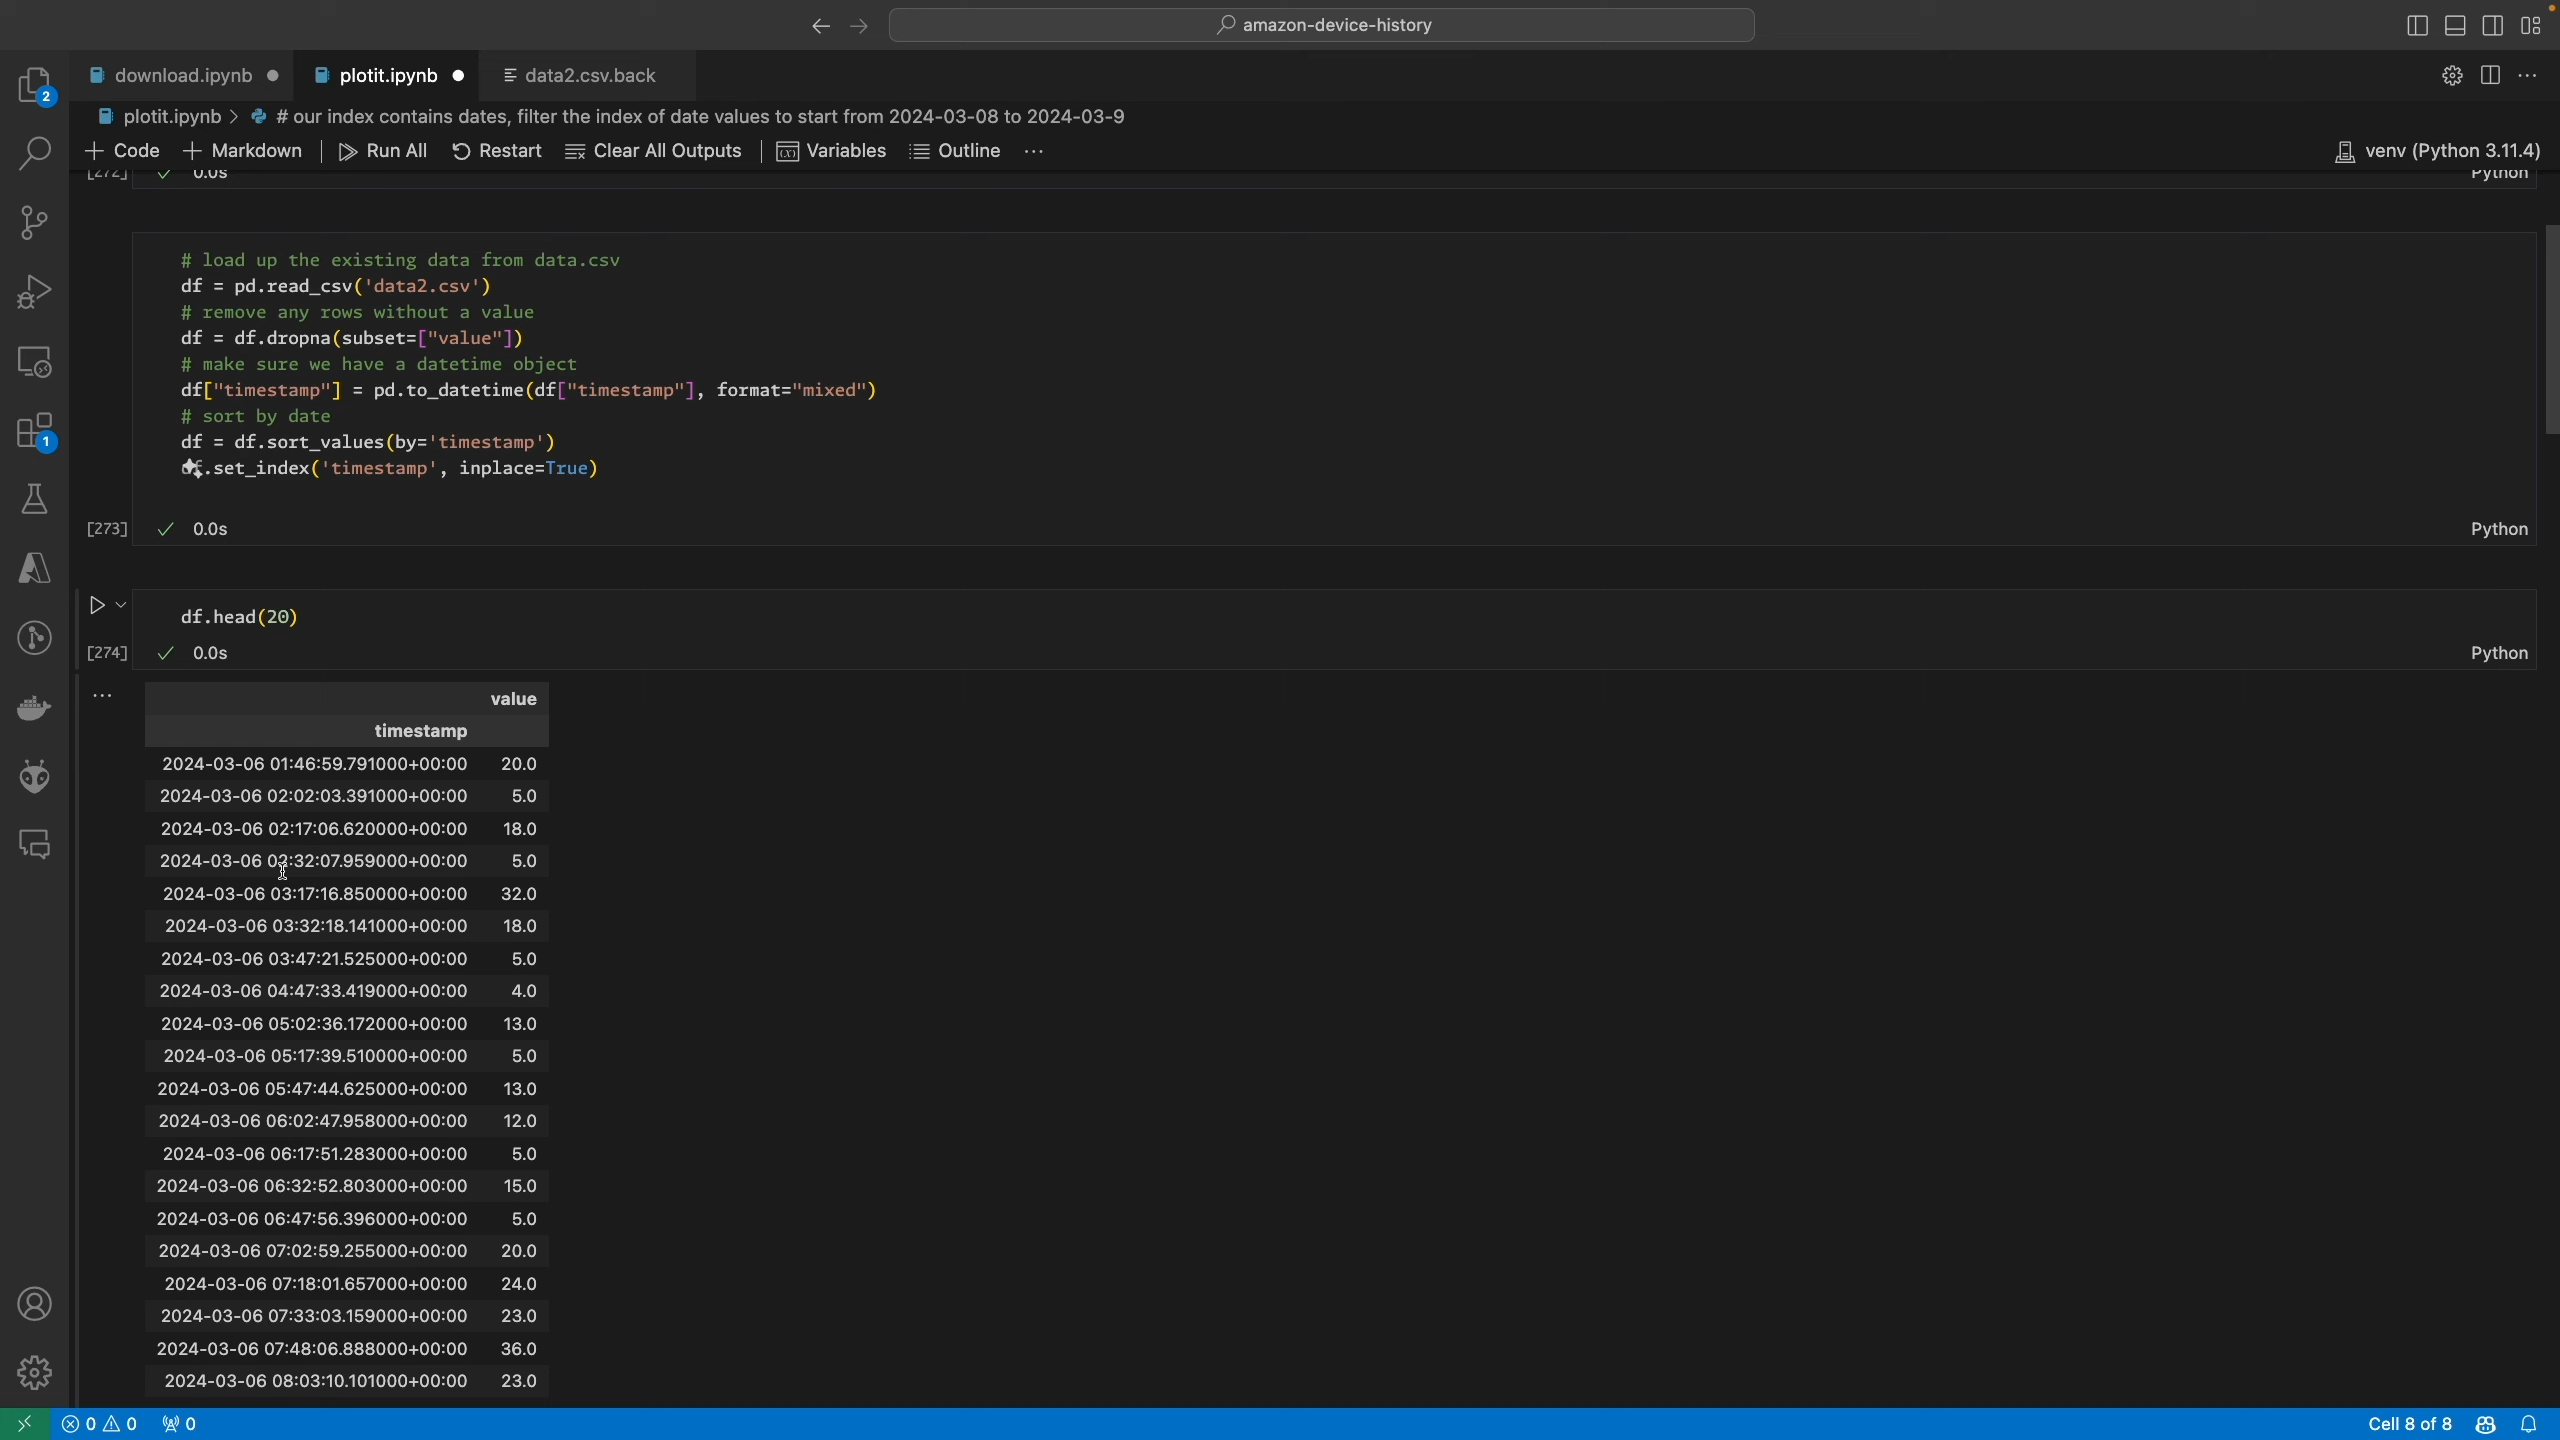 amazon-device-history
download.ipynb
plotit.ipynb
data2.csv.back
2
plotit.ipynb > # our index contains dates, filter the index of date values to start from 2024-03-08 to 2024-03-9
+ Code + Markdown Run All Restart Clear All Outputs Variables Outline ...
venv (Python 3.11.4)
[272] 0.0s Python
# load up the existing data from data.csv
df = pd.read_csv('data2.csv')
# remove any rows without a value
df = df.dropna(subset=["value"])
# make sure we have a datetime object
df["timestamp"] = pd.to_datetime(df["timestamp"], format="mixed")
# sort by date
df = df.sort_values(by='timestamp')
df.set_index('timestamp', inplace=True)
1
[273] 0.0s Python
df.head(20)
[274] 0.0s Python
value
timestamp
2024-03-06 01:46:59.791000+00:00 20.0
2024-03-06 02:02:03.391000+00:00 5.0
2024-03-06 02:17:06.620000+00:00 18.0
2024-03-06 02:32:07.959000+00:00 5.0
2024-03-06 03:17:16.850000+00:00 32.0
2024-03-06 03:32:18.141000+00:00 18.0
2024-03-06 03:47:21.525000+00:00 5.0
2024-03-06 04:47:33.419000+00:00 4.0
2024-03-06 05:02:36.172000+00:00 13.0
2024-03-06 05:17:39.510000+00:00 5.0
2024-03-06 05:47:44.625000+00:00 13.0
2024-03-06 06:02:47.958000+00:00 12.0
2024-03-06 06:17:51.283000+00:00 5.0
2024-03-06 06:32:52.803000+00:00 15.0
2024-03-06 06:47:56.396000+00:00 5.0
2024-03-06 07:02:59.255000+00:00 20.0
2024-03-06 07:18:01.657000+00:00 24.0
2024-03-06 07:33:03.159000+00:00 23.0
2024-03-06 07:48:06.888000+00:00 36.0
2024-03-06 08:03:10.101000+00:00 23.0
0 0 0
Cell 8 of 8